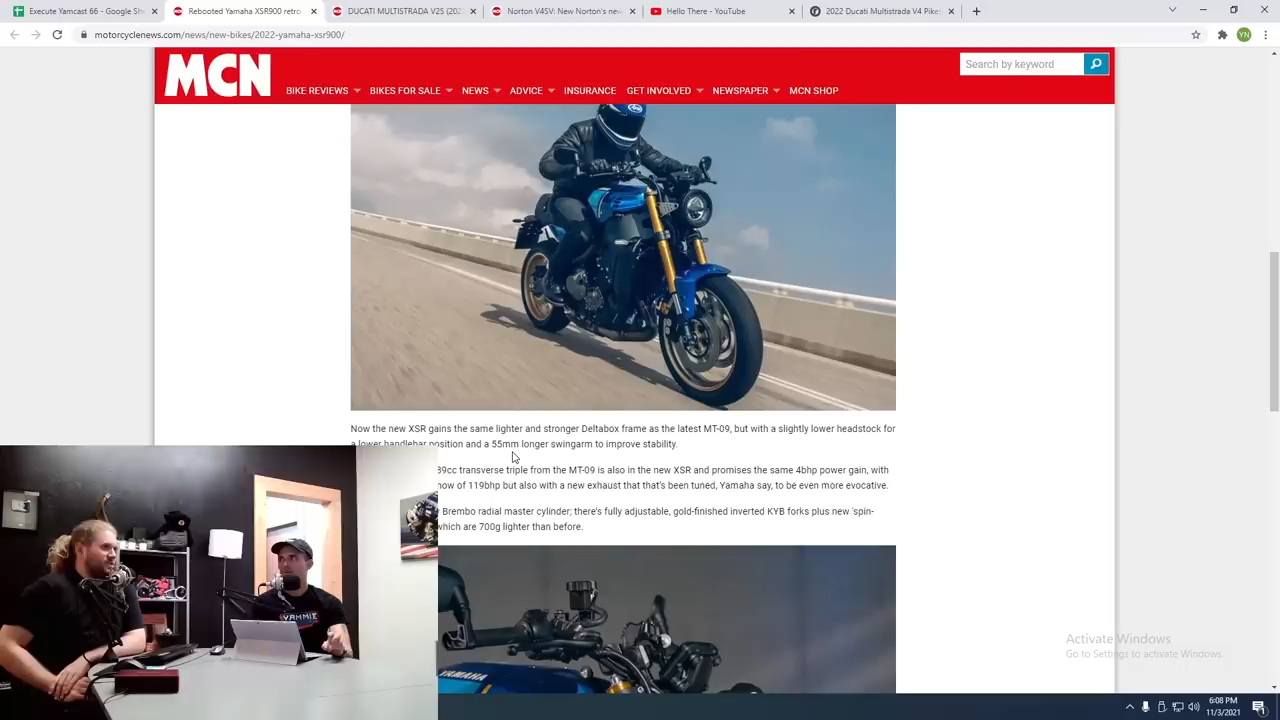 Execute Yamcast 66 - Google She
Rebooted Yamaha XSR900 retro
DUCATI MULTISTRADA V2 (202
Norton V4SV: New Norton's ne
Hello There - YouTube
2022 Ducati Multistrada V4 Pike
motorcyclenews.com/news/new-bikes/2022-yamaha-xsr900/
YN
MCN
Search by keyword
BIKE REVIEWS BIKES FOR SALE NEWS ADVICE INSURANCE GET INVOLVED NEWSPAPER MCN SHOP
Now the new XSR gains the same lighter and stronger Deltabox frame as the latest MT-09, but with a slightly lower headstock for
a lower handlebar position and a 55mm longer swingarm to improve stability.
89cc transverse triple from the MT-09 is also in the new XSR and promises the same 4bhp power gain, with
now of 119bhp but also with a new exhaust that that's been tuned, Yamaha say, to be even more evocative.
Brembo radial master cylinder; there's fully adjustable, gold-finished inverted KYB forks plus new 'spin-
which are 700g lighter than before.
YAMAHA
YAMMIE
Activate Windows
Go to Settings to activate Windows.
6:08 PM
11/3/2021